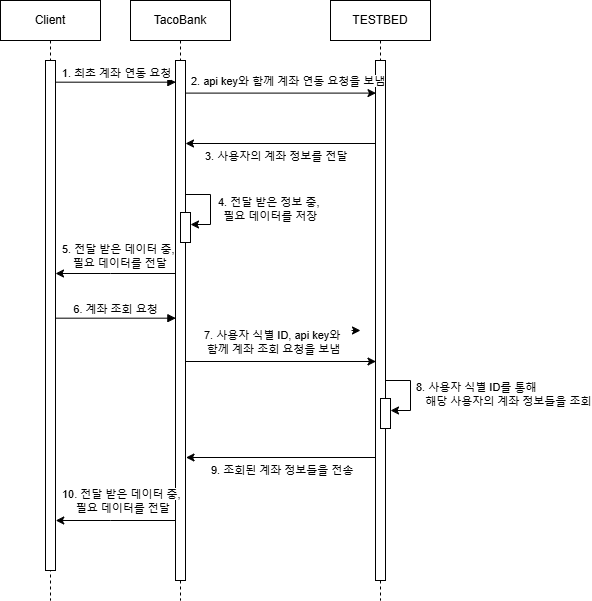 Client
TacoBank
TESTBED
1. 최초 계좌 연동 요청
2. api key와 함께 계좌 연동 요청을 보냄
3. 사용자의 계좌 정보를 전달
4. 전달 받은 정보 중,
필요 데이터를 저장
5. 전달 받은 데이터 중,
필요 데이터를 전달
6. 계좌 조회 요청
7. 사용자 식별 ID, api key와
함께 계좌 조회 요청을 보냄
8. 사용자 식별 ID를 통해
해당 사용자의 계좌 정보들을 조회
9. 조회된 계좌 정보들을 전송
10. 전달 받은 데이터 중,
필요 데이터를 전달